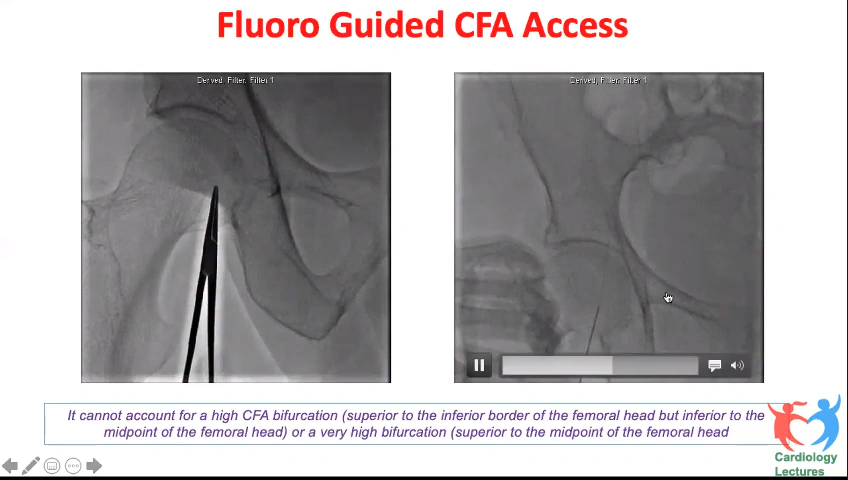 Fluoro Guided CFA Access
Derived, Filter, Filter 1
Derived, Filter, Filter 1
It cannot account for a high CFA bifurcation (superior to the inferior border of the femoral head but inferior to the
midpoint of the femoral head) or a very high bifurcation (superior to the midpoint of the femoral head
Cardiology
Lectures